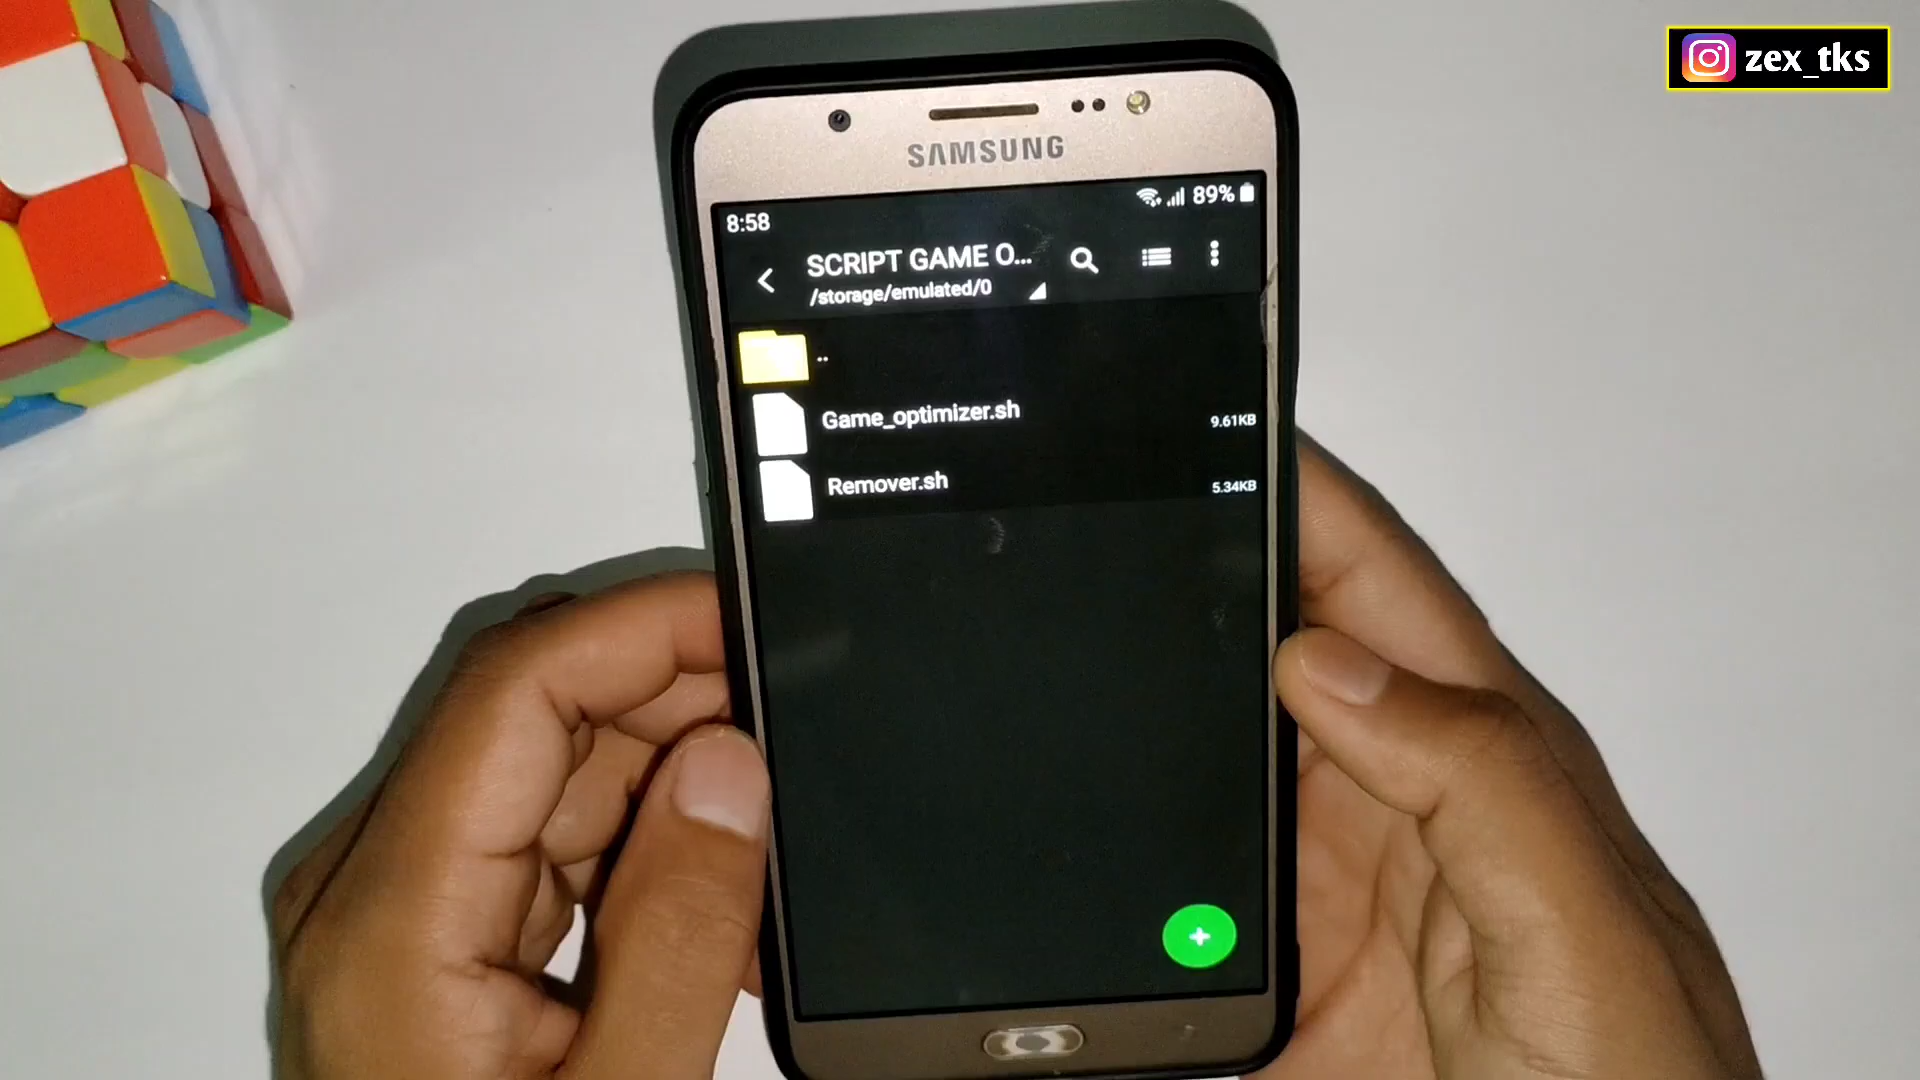 zex_tks
SAMSUNG
8:58
89%
SCRIPT GAME O...
/storage/emulated/0
..
Game_optimizer.sh
9.61KB
Remover.sh
5.34KB